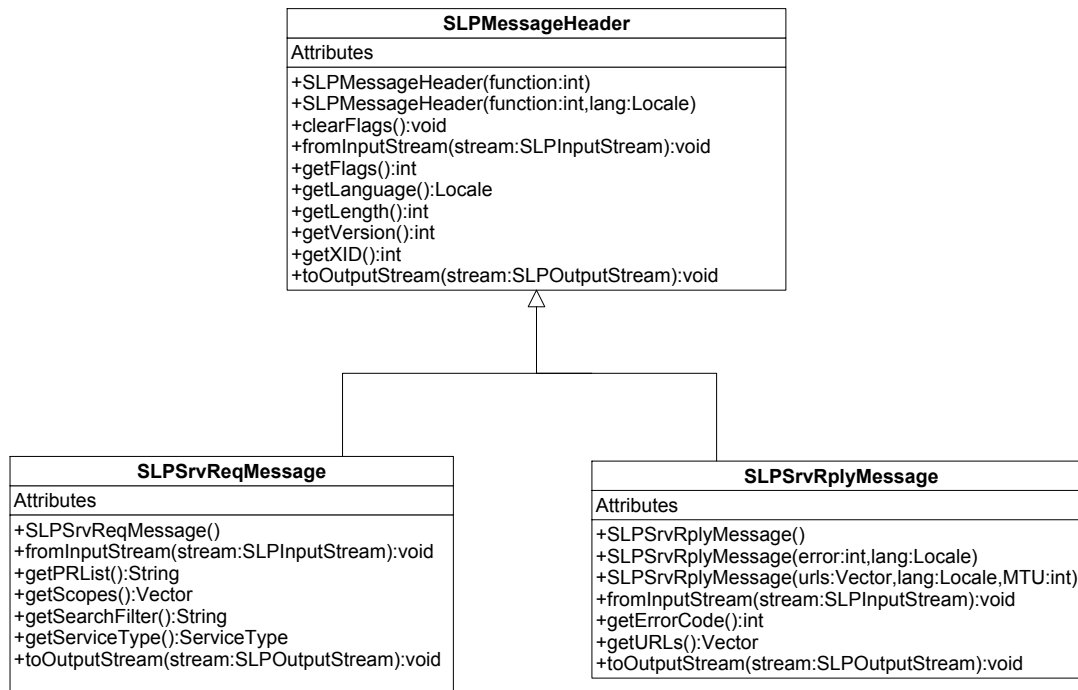 SLPMessageHeader
Attributes
+SLPMessageHeader(function:int)
+SLPMessageHeader(function:int,lang:Locale)
+clearFlags():void
+fromInputStream(stream:SLPInputStream):void
+getFlags():int
+getLanguage():Locale
+getLength():int
+getVersion():int
+getXID():int
+toOutputStream(stream:SLPOutputStream):void
SLPSrvReqMessage
Attributes
+SLPSrvReqMessage()
+fromInputStream(stream:SLPInputStream):void
+getPRList():String
+getScopes():Vector
+getSearchFilter():String
+getServiceType():ServiceType
+toOutputStream(stream:SLPOutputStream):void
SLPSrvRplyMessage
Attributes
+SLPSrvRplyMessage()
+SLPSrvRplyMessage(error:int,lang:Locale)
+SLPSrvRplyMessage(urls:Vector,lang:Locale,MTU:int)
+fromInputStream(stream:SLPInputStream):void
+getErrorCode():int
+getURLs():Vector
+toOutputStream(stream:SLPOutputStream):void